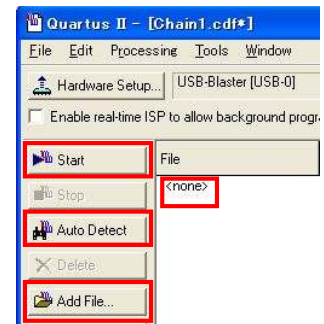 Quartus II - [Chain1.cdf*]
File Edit Processing Tools Window
Hardware Setup... USB-Blaster [USB-0]
Enable real-time ISP to allow background progr
Start File
<none>
Stop
Auto Detect
Delete
Add File...